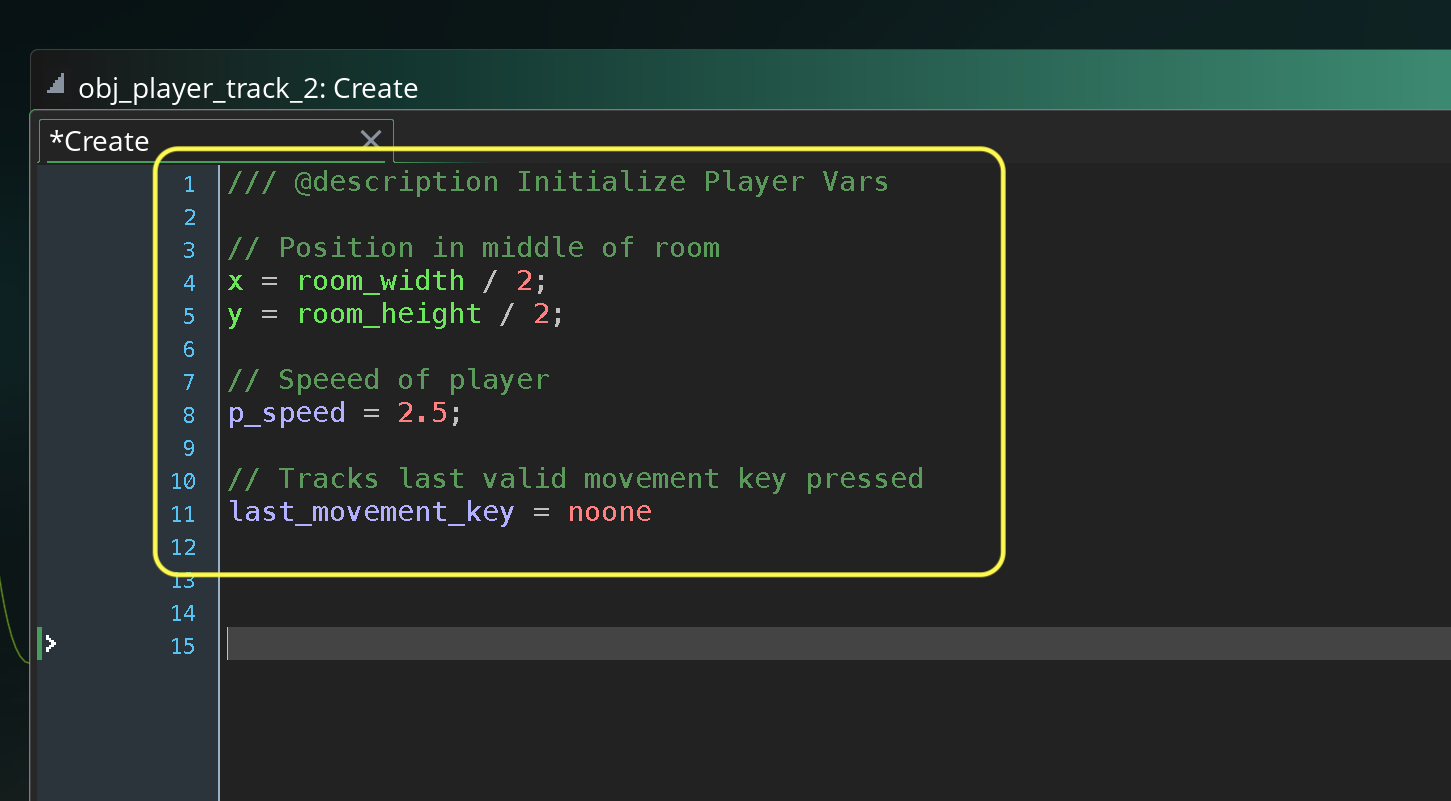 obj_player_track_2: Create
*Create
1 /// @description Initialize Player Vars
2
3 // Position in middle of room
4 x = room_width / 2;
5 y = room_height / 2;
6
7 // Speeed of player
8 p_speed = 2.5;
9
10 // Tracks last valid movement key pressed
11 last_movement_key = noone
12
13
14
15